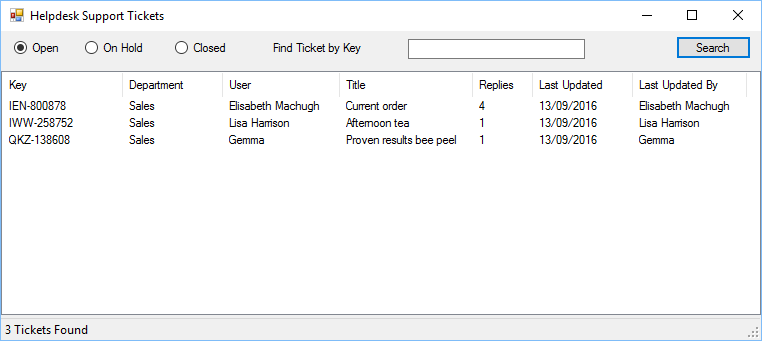 Helpdesk Support Tickets
Open On Hold Closed Find Ticket by Key Search
Key Department User Title Replies Last Updated Last Updated By
IEN-800878 Sales Elisabeth Machugh Current order 4 13/09/2016 Elisabeth Machugh
IWW-258752 Sales Lisa Harrison Afternoon tea 1 13/09/2016 Lisa Harrison
QKZ-138608 Sales Gemma Proven results bee peel 1 13/09/2016 Gemma
3 Tickets Found